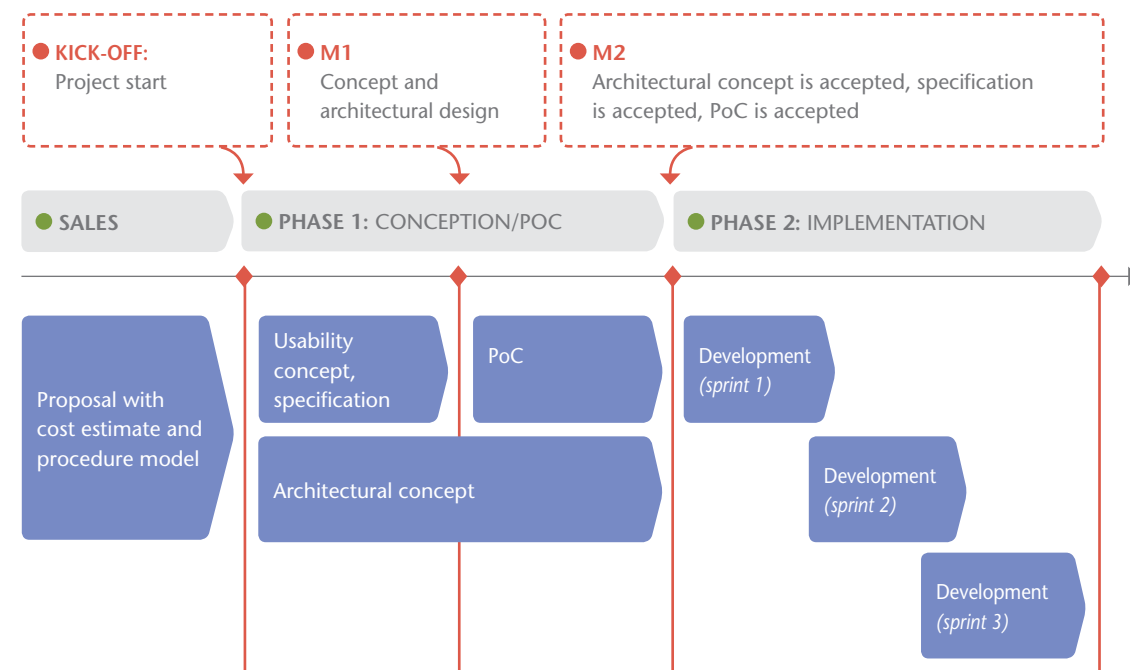 KICK-OFF:
Project start
M1
Concept and
architectural design
M2
Architectural concept is accepted, specification
is accepted, PoC is accepted
SALES
PHASE 1: CONCEPTION/POC
PHASE 2: IMPLEMENTATION
Proposal with
cost estimate and
procedure model
Usability
concept,
specification
PoC
Architectural concept
Development
(sprint 1)
Development
(sprint 2)
Development
(sprint 3)